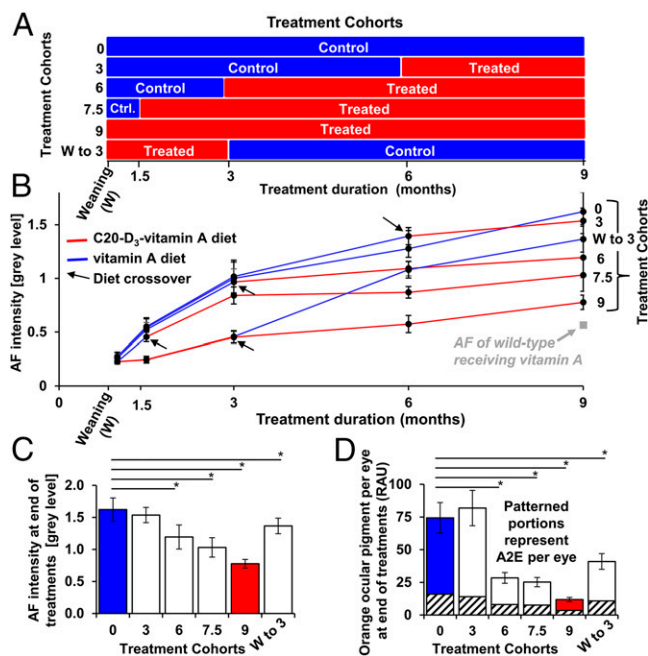 A
Treatment Cohorts
Treatment Cohorts
0 Control
3 Control Treated
6 Control Treated
7.5 Ctrl. Treated
9 Treated
W to 3 Treated Control
Weaning (W) 1.5 3 6 9
Treatment duration (months)
B
AF intensity [grey level]
1.5
1
0.5
0
C20-D₃-vitamin A diet
vitamin A diet
Diet crossover
0
3
W to 3
6
7.5
9
Treatment Cohorts
AF of wild-type
receiving vitamin A
0 Weaning (W) 1.5 3 6 9
Treatment duration (months)
C
AF intensity at end of
treatments [grey level]
2.0
1.5
1.0
0.5
0.0
* * * * *
0 3 6 7.5 9 W to 3
Treatment Cohorts
D
Orange ocular pigment per eye
at end of treatments (RAU)
100
75
50
25
0
* * * * *
Patterned
portions
represent
A2E per eye
0 3 6 7.5 9 W to 3
Treatment Cohorts